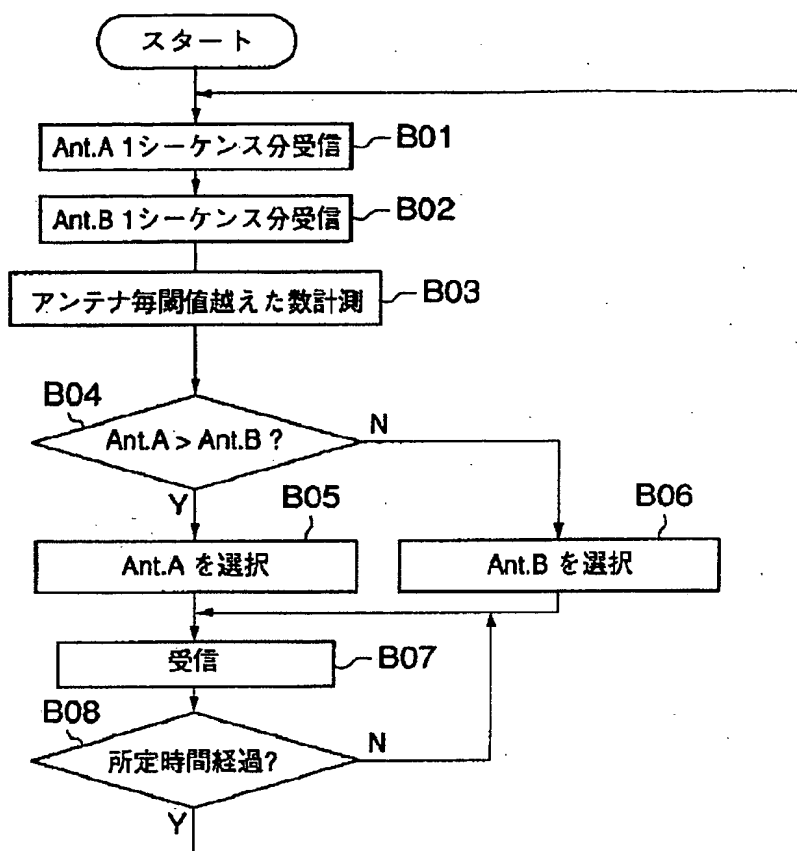 スタート
Ant.A 1シーケンス分受信
B01
Ant.B 1シーケンス分受信
B02
アンテナ毎閾値越えた数計測
B03
B04
Ant.A > Ant.B ?
N
Y
B05
B06
Ant.A を選択
Ant.B を選択
受信
B07
B08
所定時間経過?
N
Y